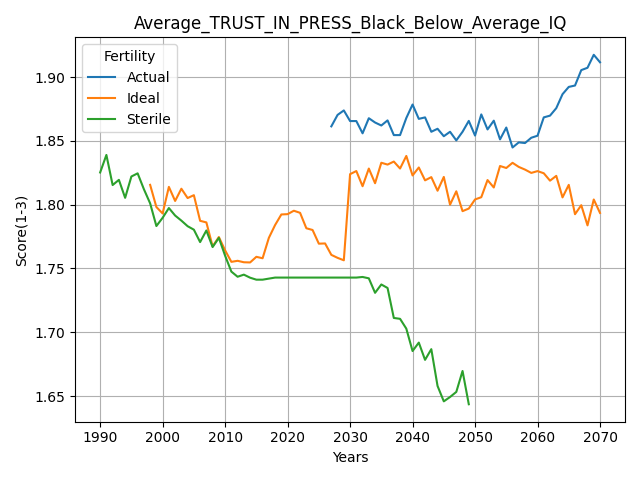 Average_TRUST_IN_PRESS_Black_Below_Average_IQ
Fertility
Actual
Ideal
Sterile
Score(1-3)
1.90
1.85
1.80
1.75
1.70
1.65
1990 2000 2010 2020 2030 2040 2050 2060 2070
Years